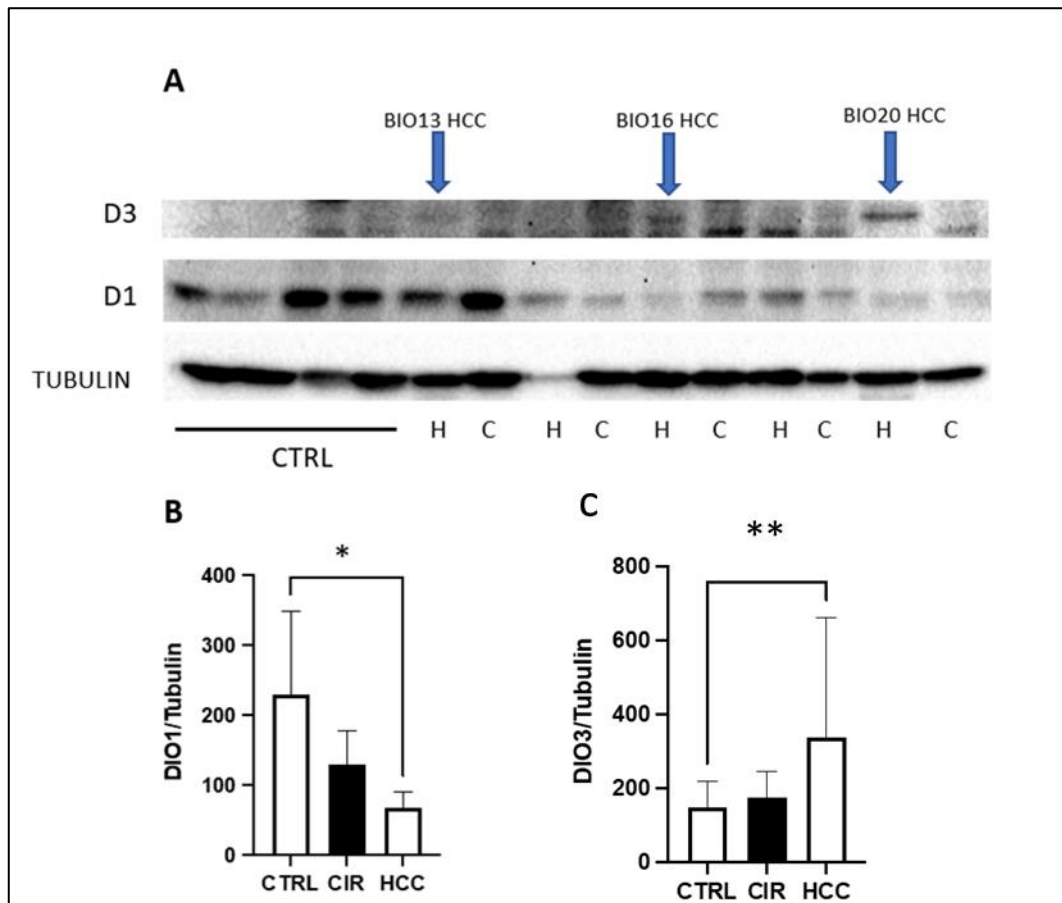 A
BIO13 HCC BIO16 HCC BIO20 HCC
D3
D1
TUBULIN
H C H C H C H C H C
CTRL
B
*
400
300
200
100
0
DIO1/Tubulin
CTRL CIR HCC
C
**
800
600
400
200
0
DIO3/Tubulin
CTRL CIR HCC